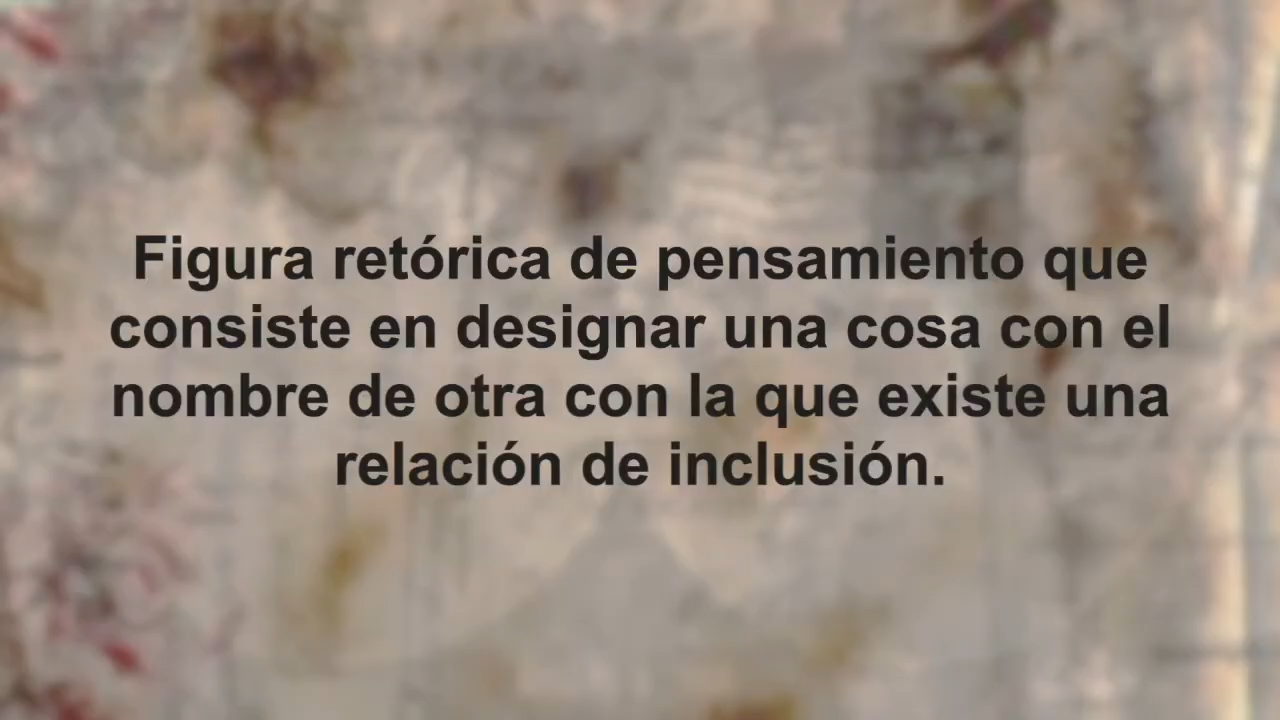 Figura retórica de pensamiento que
consiste en designar una cosa con el
nombre de otra con la que existe una
relación de inclusión.